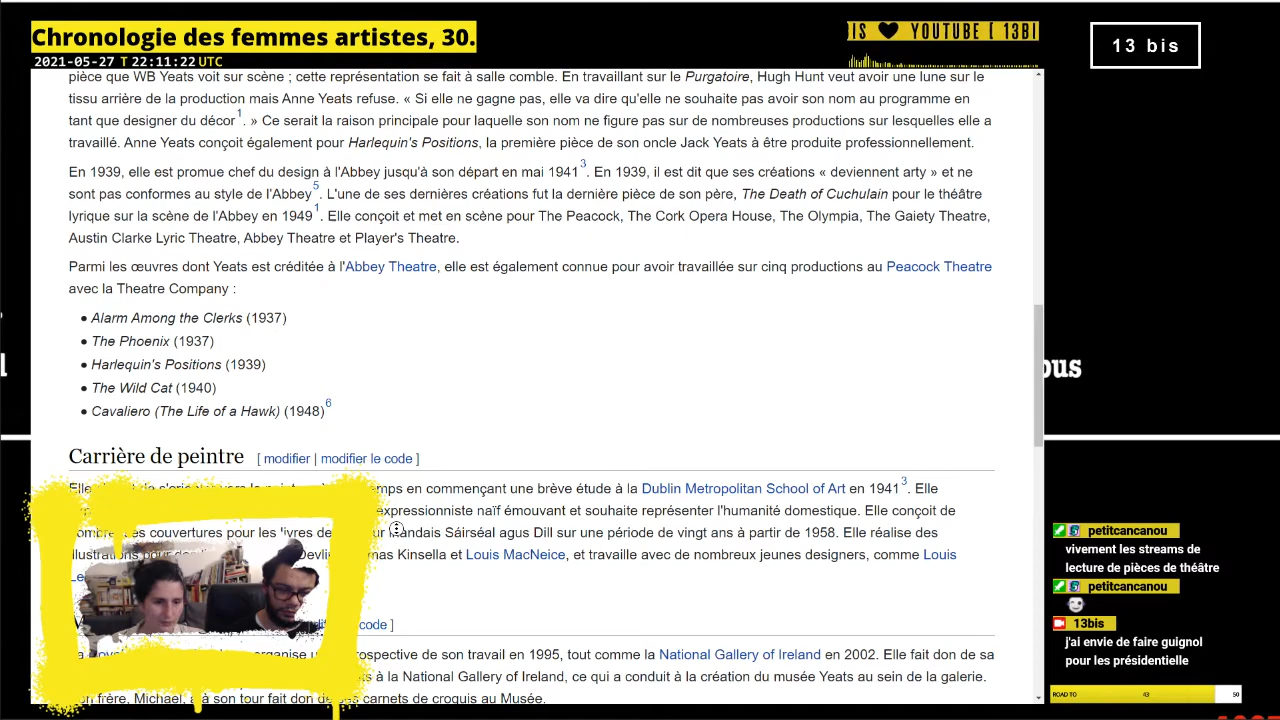 Chronologie des femmes artistes, 30.
2021-05-27 T 22:11:22 UTC
IS ♥ YOUTUBE [ 13BI
13 bis
pièce que WB Yeats voit sur scène ; cette représentation se fait à salle comble. En travaillant sur le Purgatoire, Hugh Hunt veut avoir une lune sur le
tissu arrière de la production mais Anne Yeats refuse. « Si elle ne gagne pas, elle va dire qu'elle ne souhaite pas avoir son nom au programme en
tant que designer du décor1. » Ce serait la raison principale pour laquelle son nom ne figure pas sur de nombreuses productions sur lesquelles elle a
travaillé. Anne Yeats conçoit également pour Harlequin's Positions, la première pièce de son oncle Jack Yeats à être produite professionnellement.
En 1939, elle est promue chef du design à l'Abbey jusqu'à son départ en mai 19413. En 1939, il est dit que ses créations « deviennent arty » et ne
sont pas conformes au style de l'Abbey5. L'une de ses dernières créations fut la dernière pièce de son père, The Death of Cuchulain pour le théâtre
lyrique sur la scène de l'Abbey en 19491. Elle conçoit et met en scène pour The Peacock, The Cork Opera House, The Olympia, The Gaiety Theatre,
Austin Clarke Lyric Theatre, Abbey Theatre et Player's Theatre.
Parmi les œuvres dont Yeats est créditée à l'Abbey Theatre, elle est également connue pour avoir travaillée sur cinq productions au Peacock Theatre
avec la Theatre Company :
• Alarm Among the Clerks (1937)
• The Phoenix (1937)
• Harlequin's Positions (1939)
• The Wild Cat (1940)
• Cavaliero (The Life of a Hawk) (1948)6
ous
Carrière de peintre [ modifier | modifier le code ]
emps en commençant une brève étude à la Dublin Metropolitan School of Art en 19413. Elle
expressionniste naïf émouvant et souhaite représenter l'humanité domestique. Elle conçoit de
couvertures pour les livres de irlandais Sáirséal agus Dill sur une période de vingt ans à partir de 1958. Elle réalise des
illustrations pour Devlin mas Kinsella et Louis MacNeice, et travaille avec de nombreux jeunes designers, comme Louis
code ]
organise rospective de son travail en 1995, tout comme la National Gallery of Ireland en 2002. Elle fait don de sa
à la National Gallery of Ireland, ce qui a conduit à la création du musée Yeats au sein de la galerie.
on frère, Michael, a à son tour fait don de ses carnets de croquis au Musée.
petitcancanou
vivement les streams de
lecture de pièces de théâtre
petitcancanou
13bis
j'ai envie de faire guignol
pour les présidentielle
ROAD TO 43 50